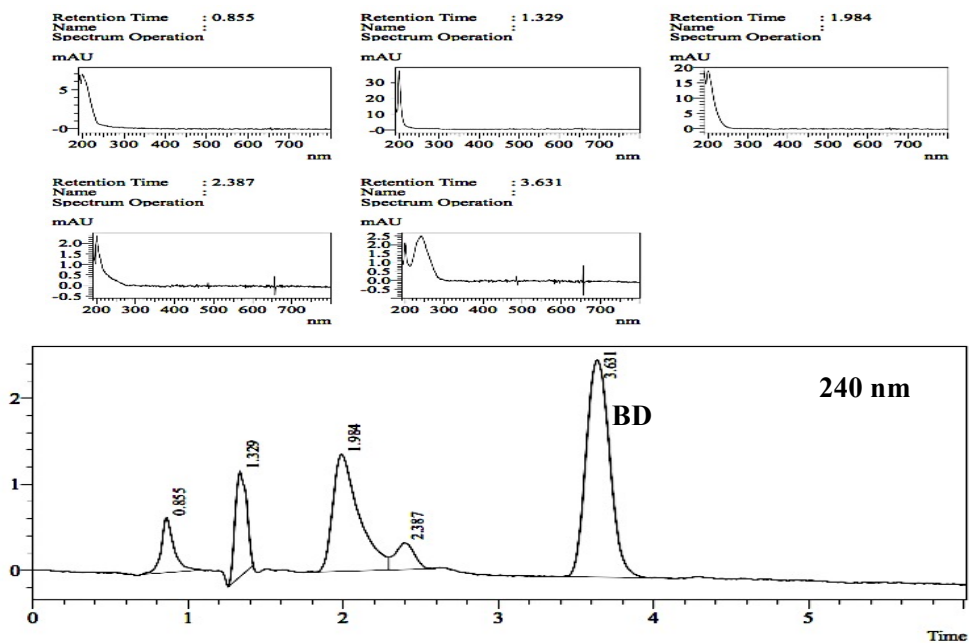 Retention Time : 0.855
Name :
Spectrum Operation
mAU
5
-0
200 300 400 500 600 700
nm
Retention Time : 1.329
Name :
Spectrum Operation
mAU
30
20
10
-0
200 300 400 500 600 700
nm
Retention Time : 1.984
Name :
Spectrum Operation
mAU
20
15
10
5
0
200 300 400 500 600 700
nm
Retention Time : 2.387
Name :
Spectrum Operation
mAU
2.0
1.5
1.0
0.5
0.0
-0.5
200 300 400 500 600 700
nm
Retention Time : 3.631
Name :
Spectrum Operation
mAU
2.5
2.0
1.5
1.0
0.5
0.0
-0.5
200 300 400 500 600 700
nm
2
1
0
0.855
1.329
1.984
2.387
3.631
BD
240 nm
0 1 2 3 4 5
Time